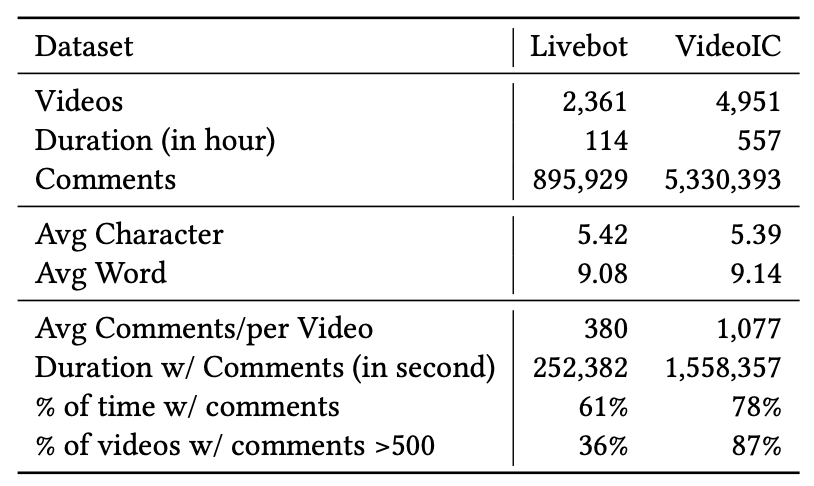 Dataset Livebot VideoIC
Videos 2,361 4,951
Duration (in hour) 114 557
Comments 895,929 5,330,393
Avg Character 5.42 5.39
Avg Word 9.08 9.14
Avg Comments/per Video 380 1,077
Duration w/ Comments (in second) 252,382 1,558,357
% of time w/ comments 61% 78%
% of videos w/ comments >500 36% 87%